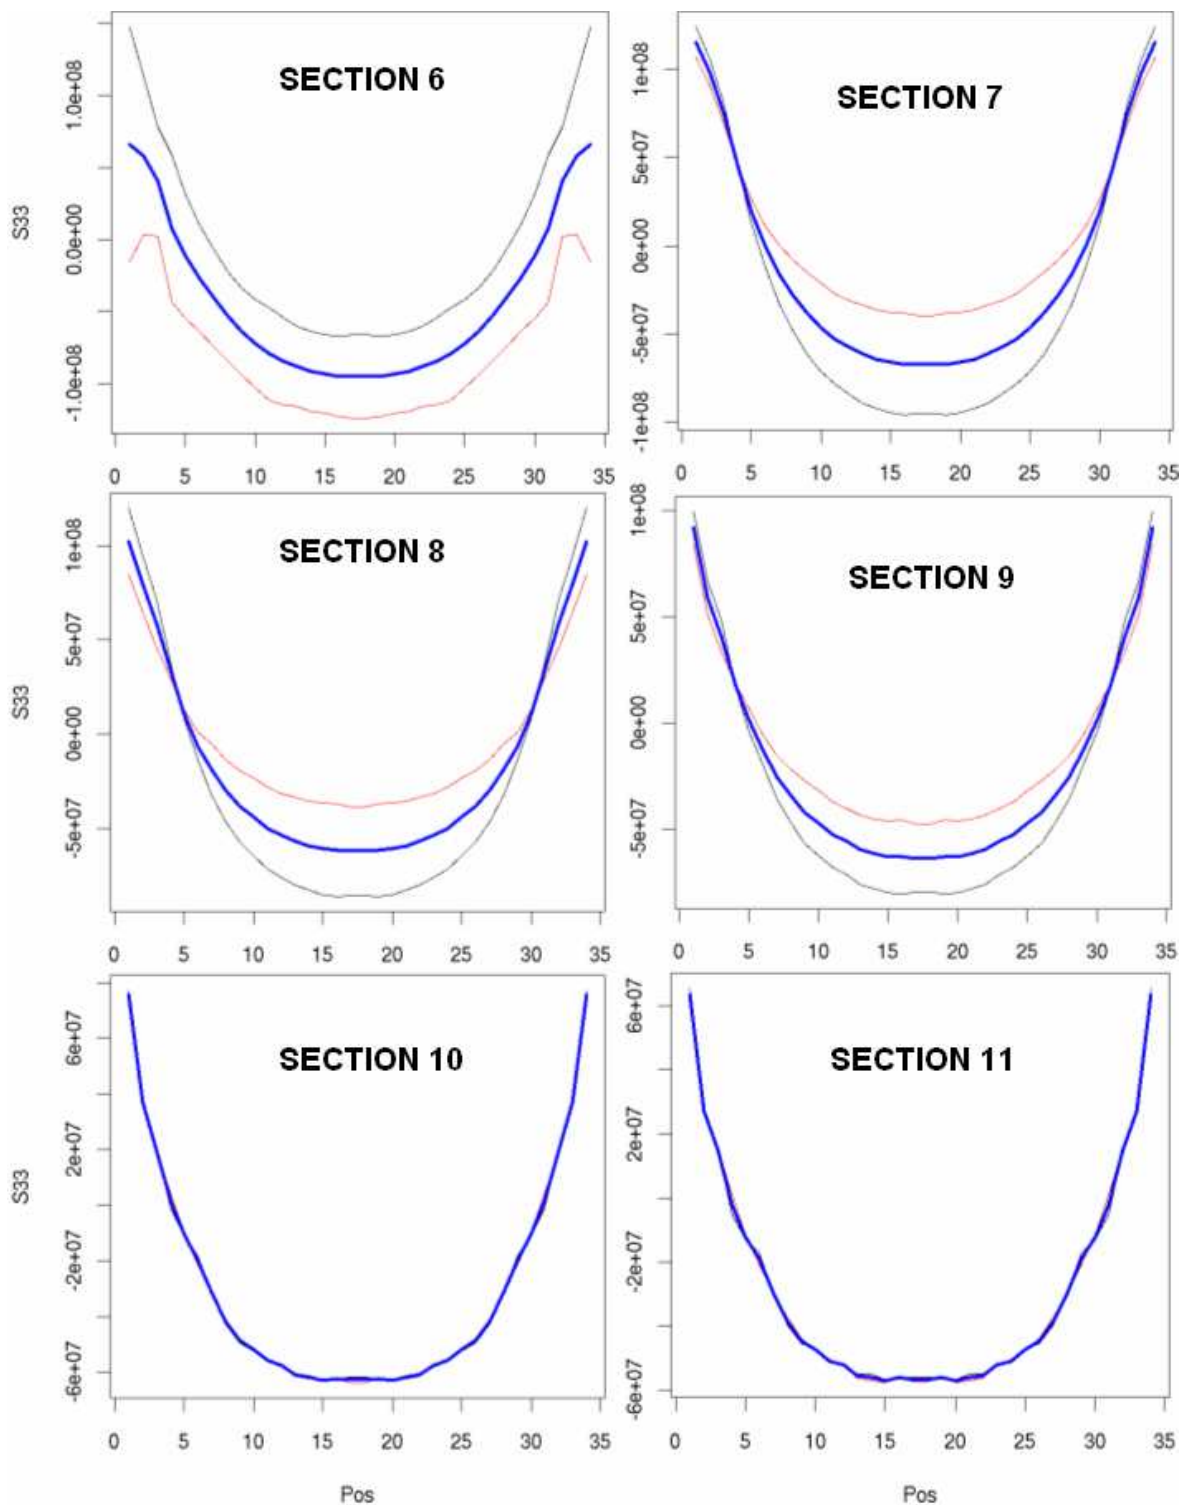 SECTION 6
S33
1.0e+08
0.0e+00
-1.0e+08
0 5 10 15 20 25 30 35
SECTION 7
1e+08
5e+07
0e+00
-5e+07
-1e+08
0 5 10 15 20 25 30 35
SECTION 8
S33
1e+08
5e+07
0e+00
-5e+07
0 5 10 15 20 25 30 35
SECTION 9
1e+08
5e+07
0e+00
-5e+07
0 5 10 15 20 25 30 35
SECTION 10
S33
6e+07
2e+07
-2e+07
-6e+07
0 5 10 15 20 25 30 35
Pos
SECTION 11
6e+07
2e+07
-2e+07
-6e+07
0 5 10 15 20 25 30 35
Pos